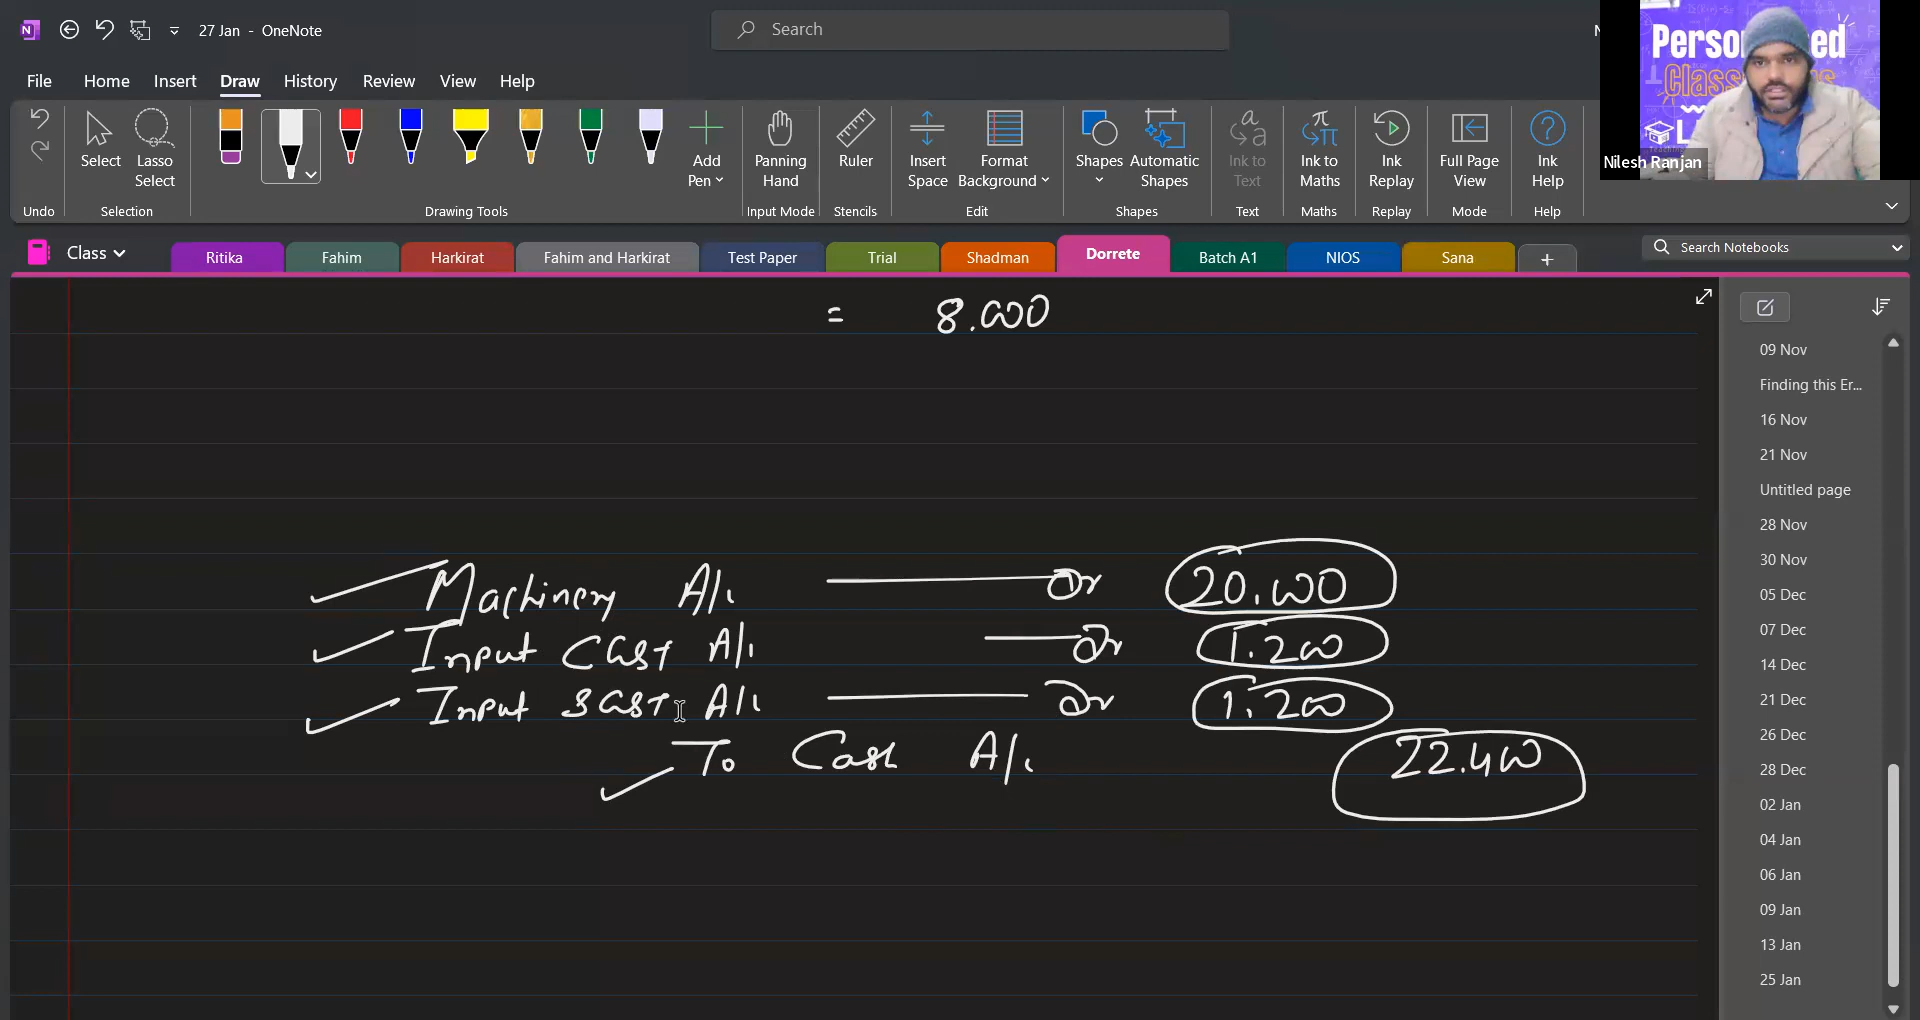 27 Jan - OneNote
Search
N
File Home Insert Draw History Review View Help
Select
Lasso Select
Add Pen
Panning Hand
Ruler
Insert Space
Format Background
Shapes
Automatic Shapes
Ink to Text
Ink to Maths
Ink Replay
Full Page View
Ink Help
Undo Selection Drawing Tools Input Mode Stencils Edit Shapes Text Maths Replay Mode Help
Nilesh Ranjan
Class
Ritika Fahim Harkirat Fahim and Harkirat Test Paper Trial Shadman Dorrete Batch A1 NIOS Sana +
Search Notebooks
= 8.000
Machinery A/c Dr 20.000
Input CGST A/c Dr 1.200
Input SGST A/c Dr 1.200
To Cash A/c 22.400
09 Nov
Finding this Er...
16 Nov
21 Nov
Untitled page
28 Nov
30 Nov
05 Dec
07 Dec
14 Dec
21 Dec
26 Dec
28 Dec
02 Jan
04 Jan
06 Jan
09 Jan
13 Jan
25 Jan